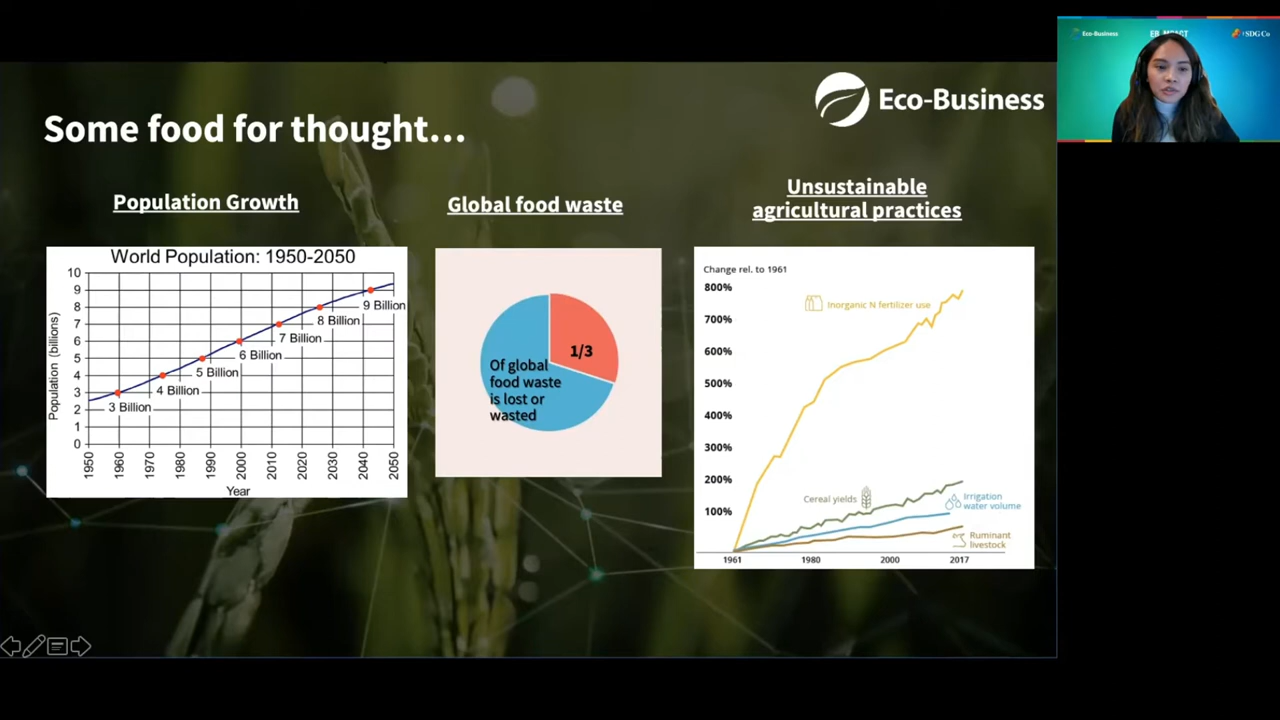 Eco-Business
Some food for thought...
Population Growth
World Population: 1950-2050
10
9
8
7
6
5
4
3
2
1
0
Population (billions)
3 Billion
4 Billion
5 Billion
6 Billion
7 Billion
8 Billion
9 Billion
1950
1960
1970
1980
1990
2000
2010
2020
2030
2040
2050
Year
Global food waste
1/3
Of global
food waste
is lost or
wasted
Unsustainable
agricultural practices
Change rel. to 1961
800%
700%
600%
500%
400%
300%
200%
100%
Inorganic N fertilizer use
Cereal yields
Irrigation
water volume
Ruminant
livestock
1961
1980
2000
2017
Eco-Business
+SDG Co